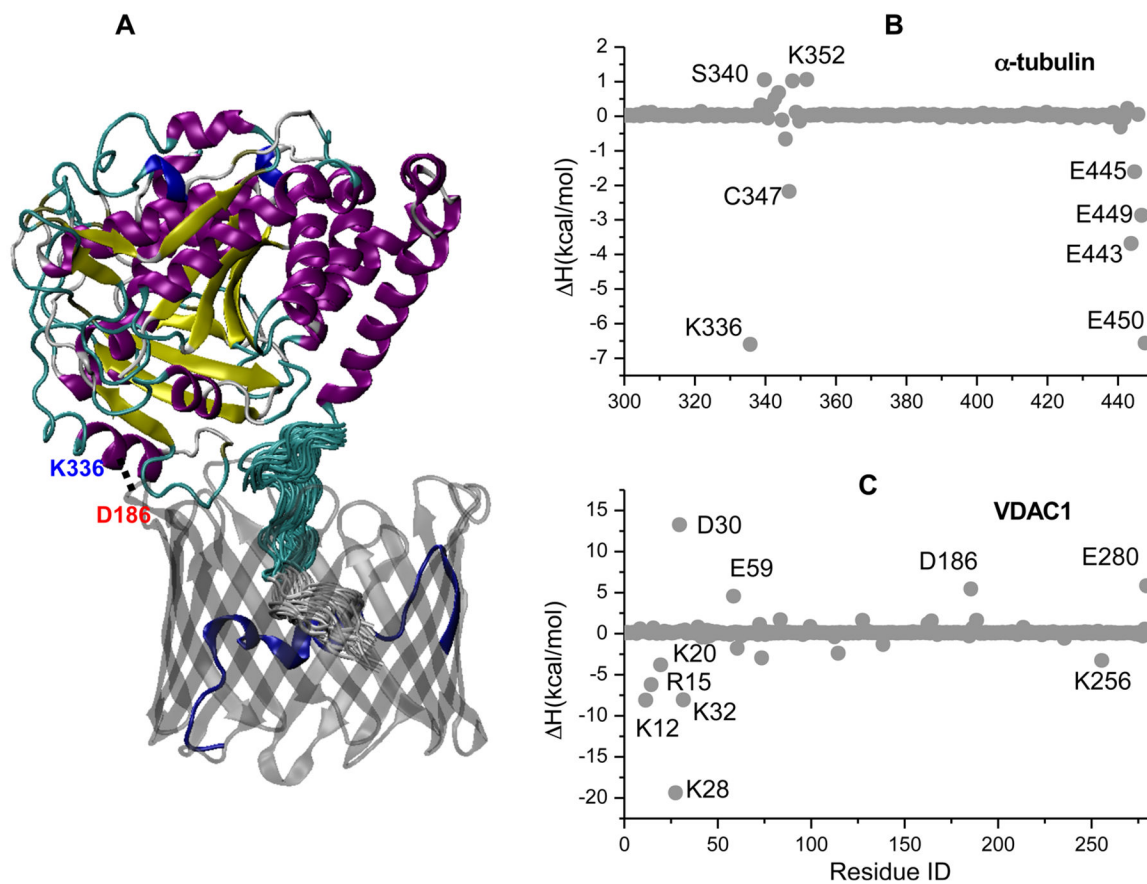 A
K336
D186
B
α-tubulin
ΔH(kcal/mol)
2
1
0
-1
-2
-3
-4
-5
-6
-7
S340
K352
C347
K336
E445
E449
E443
E450
300 320 340 360 380 400 420 440
C
VDAC1
ΔH(kcal/mol)
15
10
5
0
-5
-10
-15
-20
D30
E59
D186
E280
K20
R15
K12
K32
K28
K256
0 50 100 150 200 250
Residue ID